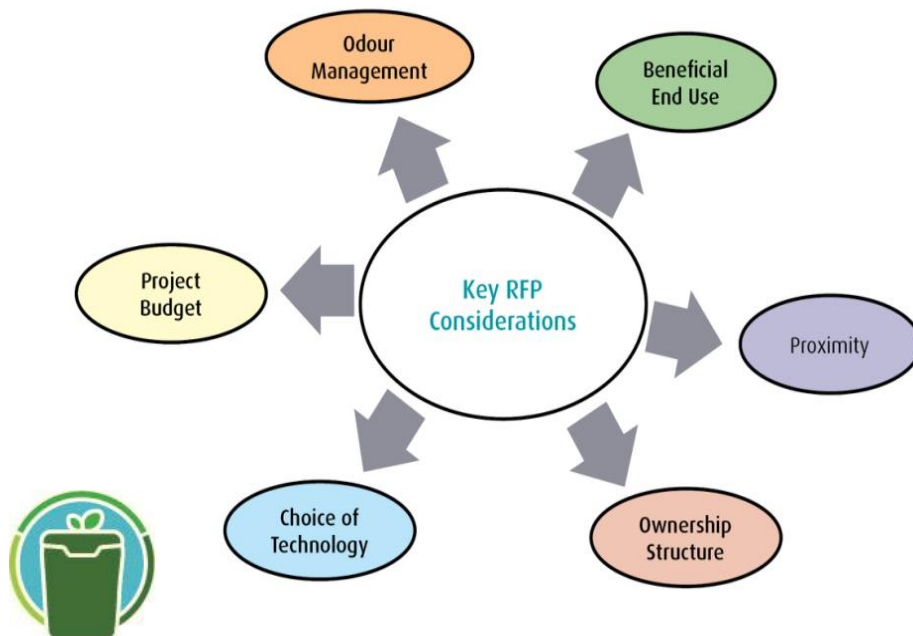 Odour
Management
Beneficial
End Use
Project
Budget
Key RFP
Considerations
Proximity
Choice of
Technology
Ownership
Structure